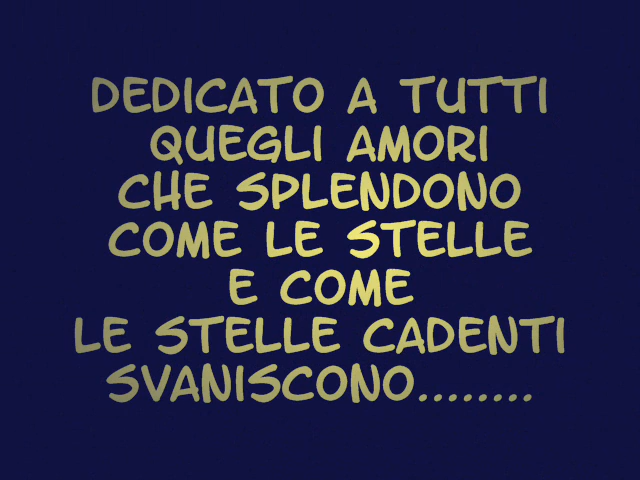 DEDICATO A TUTTI
QUEGLI AMORI
CHE SPLENDONO
COME LE STELLE
E COME
LE STELLE CADENTI
SVANISCONO........